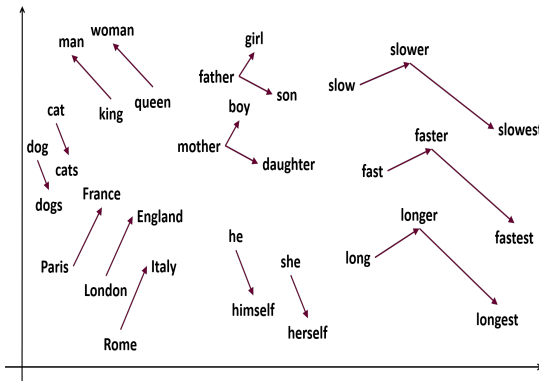 man
woman
king
queen
cat
cats
dog
dogs
France
England
Italy
Paris
London
Rome
girl
father
son
boy
mother
daughter
he
himself
she
herself
slower
slow
slowest
faster
fast
fastest
longer
long
longest